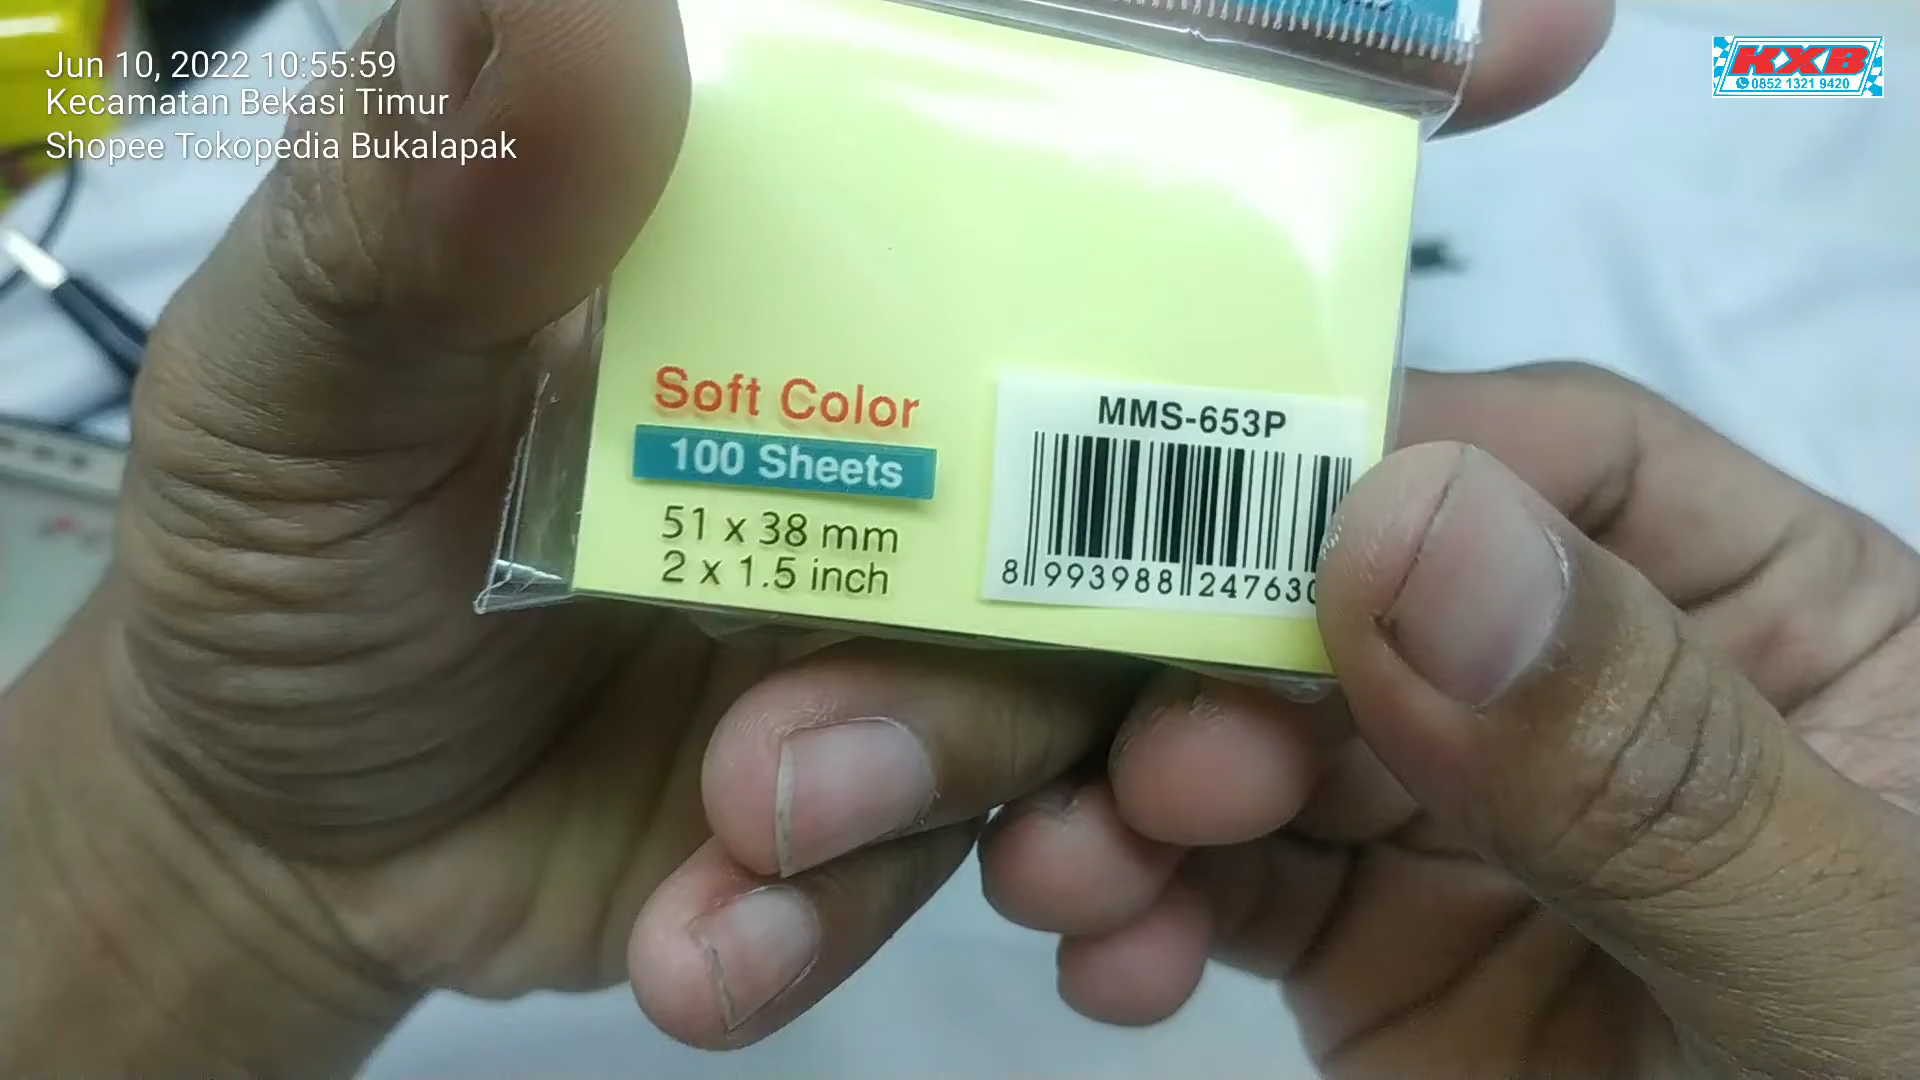 Jun 10, 2022 10:55:59
Kecamatan Bekasi Timur
Shopee Tokopedia Bukalapak
KXB
0852 1321 9420
Soft Color
100 Sheets
51 x 38 mm
2 x 1.5 inch
MMS-653P
8 993988 247630